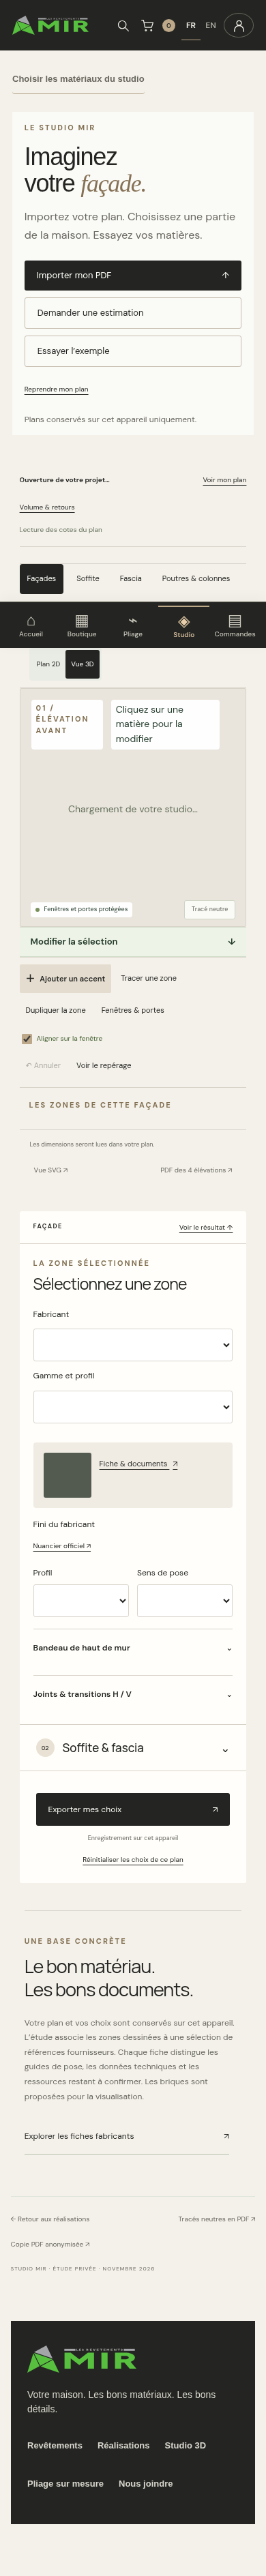 LES REVÊTEMENTS
MIR
0
FR
EN
Choisir les matériaux du studio
LE STUDIO MIR
Imaginez
votre façade.
Importez votre plan. Choisissez une partie
de la maison. Essayez vos matières.
Importer mon PDF ↑
Demander une estimation
Essayer l'exemple
Reprendre mon plan
Plans conservés sur cet appareil uniquement.
Ouverture de votre projet… Voir mon plan
Volume & retours
Lecture des cotes du plan
Façades Soffite Fascia Poutres & colonnes
Accueil Boutique Pliage Studio Commandes
Plan 2D Vue 3D
01 /
ÉLÉVATION
AVANT
Cliquez sur une
matière pour la
modifier
Chargement de votre studio…
Fenêtres et portes protégées Tracé neutre
Modifier la sélection ↓
+ Ajouter un accent Tracer une zone
Dupliquer la zone Fenêtres & portes
Aligner sur la fenêtre
↶ Annuler Voir le repérage
LES ZONES DE CETTE FAÇADE
Les dimensions seront lues dans votre plan.
Vue SVG ↗ PDF des 4 élévations ↗
FAÇADE Voir le résultat ↑
LA ZONE SÉLECTIONNÉE
Sélectionnez une zone
Fabricant
Gamme et profil
Fiche & documents ↗
Fini du fabricant
Nuancier officiel ↗
Profil Sens de pose
Bandeau de haut de mur
Joints & transitions H / V
02 Soffite & fascia
Exporter mes choix ↗
Enregistrement sur cet appareil
Réinitialiser les choix de ce plan
UNE BASE CONCRÈTE
Le bon matériau.
Les bons documents.
Votre plan et vos choix sont conservés sur cet appareil.
L'étude associe les zones dessinées à une sélection de
références fournisseurs. Chaque fiche distingue les
guides de pose, les données techniques et les
ressources restant à confirmer. Les briques sont
proposées pour la visualisation.
Explorer les fiches fabricants ↗
← Retour aux réalisations Tracés neutres en PDF ↗
Copie PDF anonymisée ↗
STUDIO MIR · ÉTUDE PRIVÉE · NOVEMBRE 2026
LES REVÊTEMENTS
MIR
Votre maison. Les bons matériaux. Les bons
détails.
Revêtements Réalisations Studio 3D
Pliage sur mesure Nous joindre